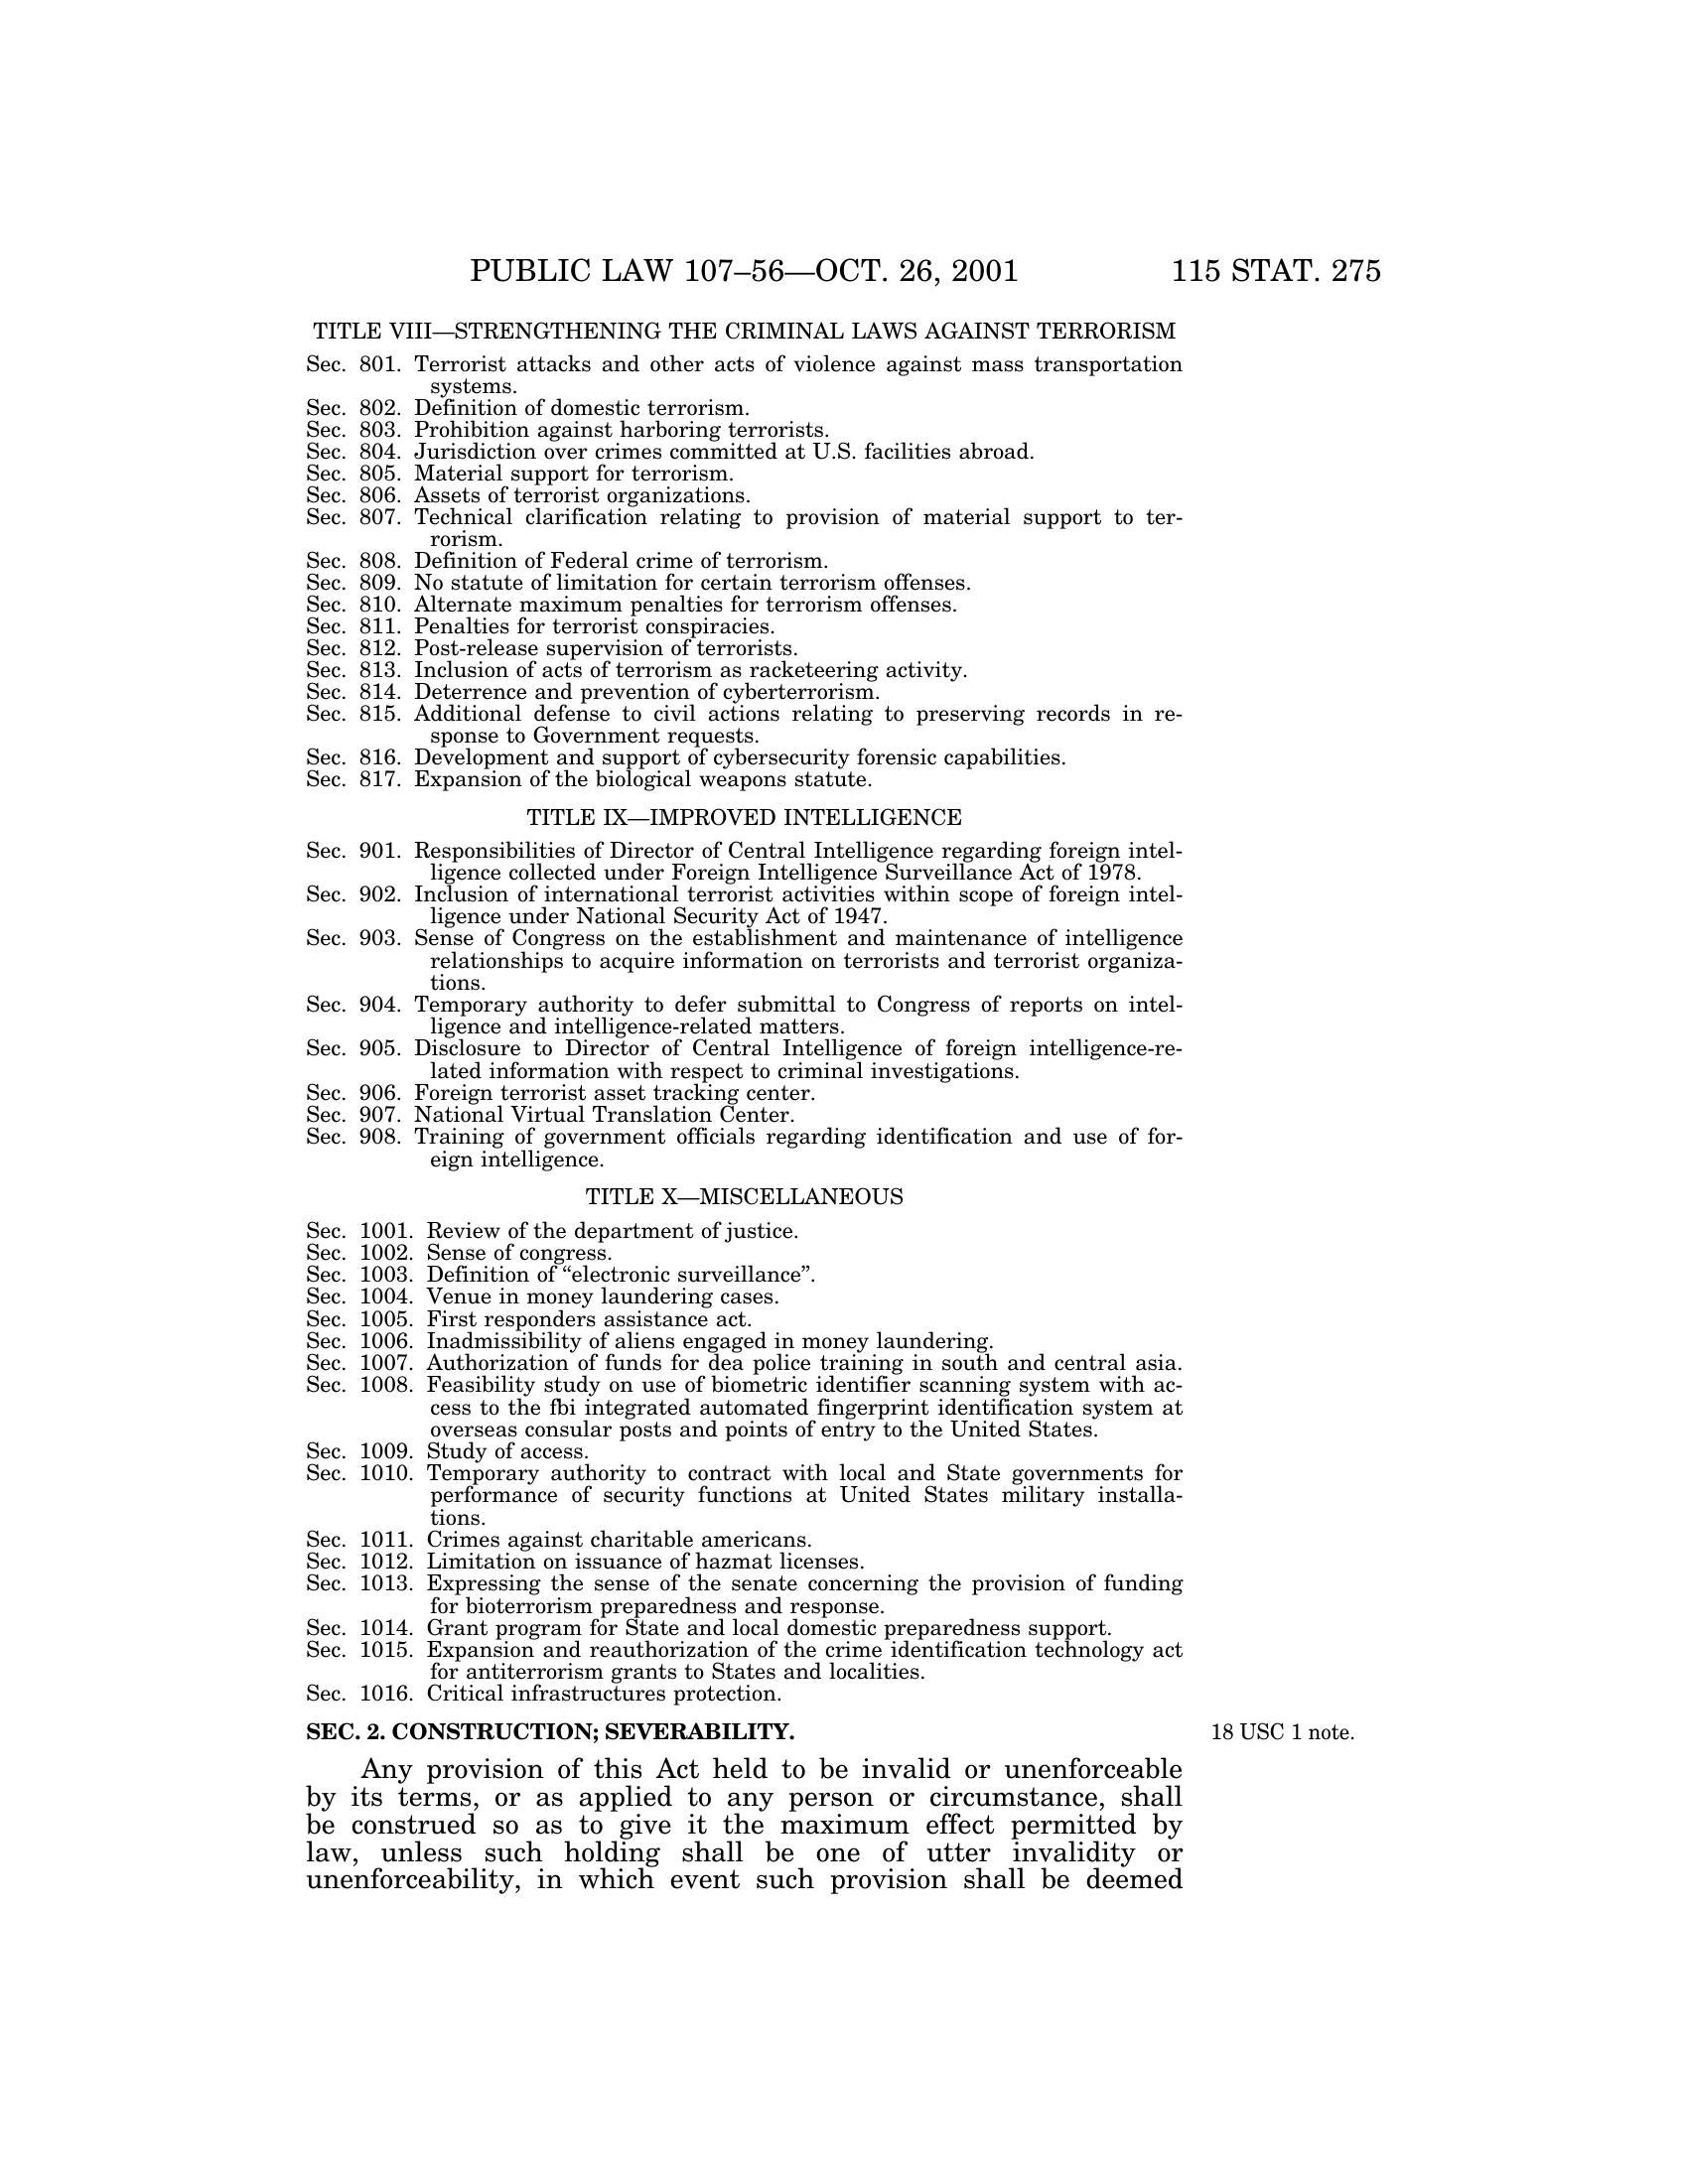 PUBLIC LAW 107–56—OCT. 26, 2001 115 STAT. 275
TITLE VIII—STRENGTHENING THE CRIMINAL LAWS AGAINST TERRORISM
Sec. 801. Terrorist attacks and other acts of violence against mass transportation
systems.
Sec. 802. Definition of domestic terrorism.
Sec. 803. Prohibition against harboring terrorists.
Sec. 804. Jurisdiction over crimes committed at U.S. facilities abroad.
Sec. 805. Material support for terrorism.
Sec. 806. Assets of terrorist organizations.
Sec. 807. Technical clarification relating to provision of material support to ter-
rorism.
Sec. 808. Definition of Federal crime of terrorism.
Sec. 809. No statute of limitation for certain terrorism offenses.
Sec. 810. Alternate maximum penalties for terrorism offenses.
Sec. 811. Penalties for terrorist conspiracies.
Sec. 812. Post-release supervision of terrorists.
Sec. 813. Inclusion of acts of terrorism as racketeering activity.
Sec. 814. Deterrence and prevention of cyberterrorism.
Sec. 815. Additional defense to civil actions relating to preserving records in re-
sponse to Government requests.
Sec. 816. Development and support of cybersecurity forensic capabilities.
Sec. 817. Expansion of the biological weapons statute.
TITLE IX—IMPROVED INTELLIGENCE
Sec. 901. Responsibilities of Director of Central Intelligence regarding foreign intel-
ligence collected under Foreign Intelligence Surveillance Act of 1978.
Sec. 902. Inclusion of international terrorist activities within scope of foreign intel-
ligence under National Security Act of 1947.
Sec. 903. Sense of Congress on the establishment and maintenance of intelligence
relationships to acquire information on terrorists and terrorist organiza-
tions.
Sec. 904. Temporary authority to defer submittal to Congress of reports on intel-
ligence and intelligence-related matters.
Sec. 905. Disclosure to Director of Central Intelligence of foreign intelligence-re-
lated information with respect to criminal investigations.
Sec. 906. Foreign terrorist asset tracking center.
Sec. 907. National Virtual Translation Center.
Sec. 908. Training of government officials regarding identification and use of for-
eign intelligence.
TITLE X—MISCELLANEOUS
Sec. 1001. Review of the department of justice.
Sec. 1002. Sense of congress.
Sec. 1003. Definition of “electronic surveillance”.
Sec. 1004. Venue in money laundering cases.
Sec. 1005. First responders assistance act.
Sec. 1006. Inadmissibility of aliens engaged in money laundering.
Sec. 1007. Authorization of funds for dea police training in south and central asia.
Sec. 1008. Feasibility study on use of biometric identifier scanning system with ac-
cess to the fbi integrated automated fingerprint identification system at
overseas consular posts and points of entry to the United States.
Sec. 1009. Study of access.
Sec. 1010. Temporary authority to contract with local and State governments for
performance of security functions at United States military installa-
tions.
Sec. 1011. Crimes against charitable americans.
Sec. 1012. Limitation on issuance of hazmat licenses.
Sec. 1013. Expressing the sense of the senate concerning the provision of funding
for bioterrorism preparedness and response.
Sec. 1014. Grant program for State and local domestic preparedness support.
Sec. 1015. Expansion and reauthorization of the crime identification technology act
for antiterrorism grants to States and localities.
Sec. 1016. Critical infrastructures protection.
SEC. 2. CONSTRUCTION; SEVERABILITY. 18 USC 1 note.
Any provision of this Act held to be invalid or unenforceable
by its terms, or as applied to any person or circumstance, shall
be construed so as to give it the maximum effect permitted by
law, unless such holding shall be one of utter invalidity or
unenforceability, in which event such provision shall be deemed